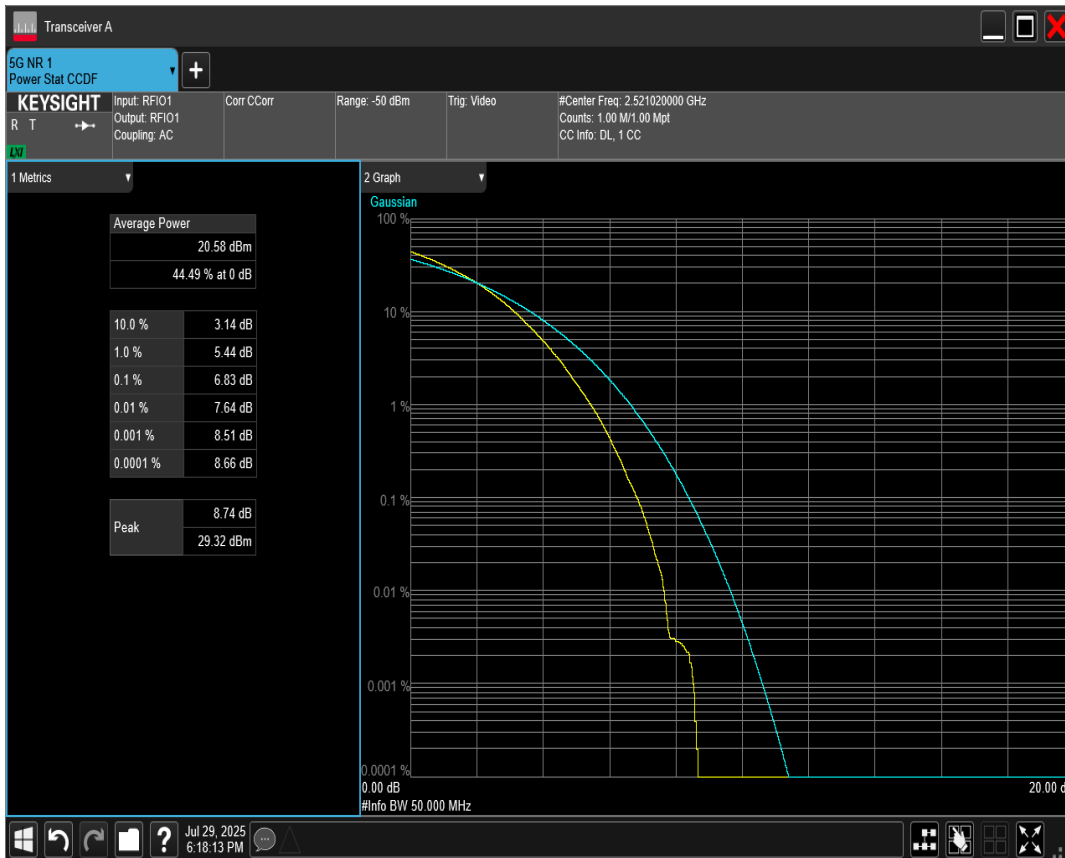 Transceiver A
5G NR 1
Power Stat CCDF
+
KEYSIGHT
R T
LXI
Input: RFIO1
Output: RFIO1
Coupling: AC
Corr CCorr
Range: -50 dBm
Trig: Video
#Center Freq: 2.521020000 GHz
Counts: 1.00 M/1.00 Mpt
CC Info: DL, 1 CC
1 Metrics
Average Power
20.58 dBm
44.49 % at 0 dB
10.0 % 3.14 dB
1.0 % 5.44 dB
0.1 % 6.83 dB
0.01 % 7.64 dB
0.001 % 8.51 dB
0.0001 % 8.66 dB
Peak
8.74 dB
29.32 dBm
2 Graph
Gaussian
100 %
10 %
1 %
0.1 %
0.01 %
0.001 %
0.0001 %
0.00 dB
20.00 d
#Info BW 50.000 MHz
?
Jul 29, 2025
6:18:13 PM